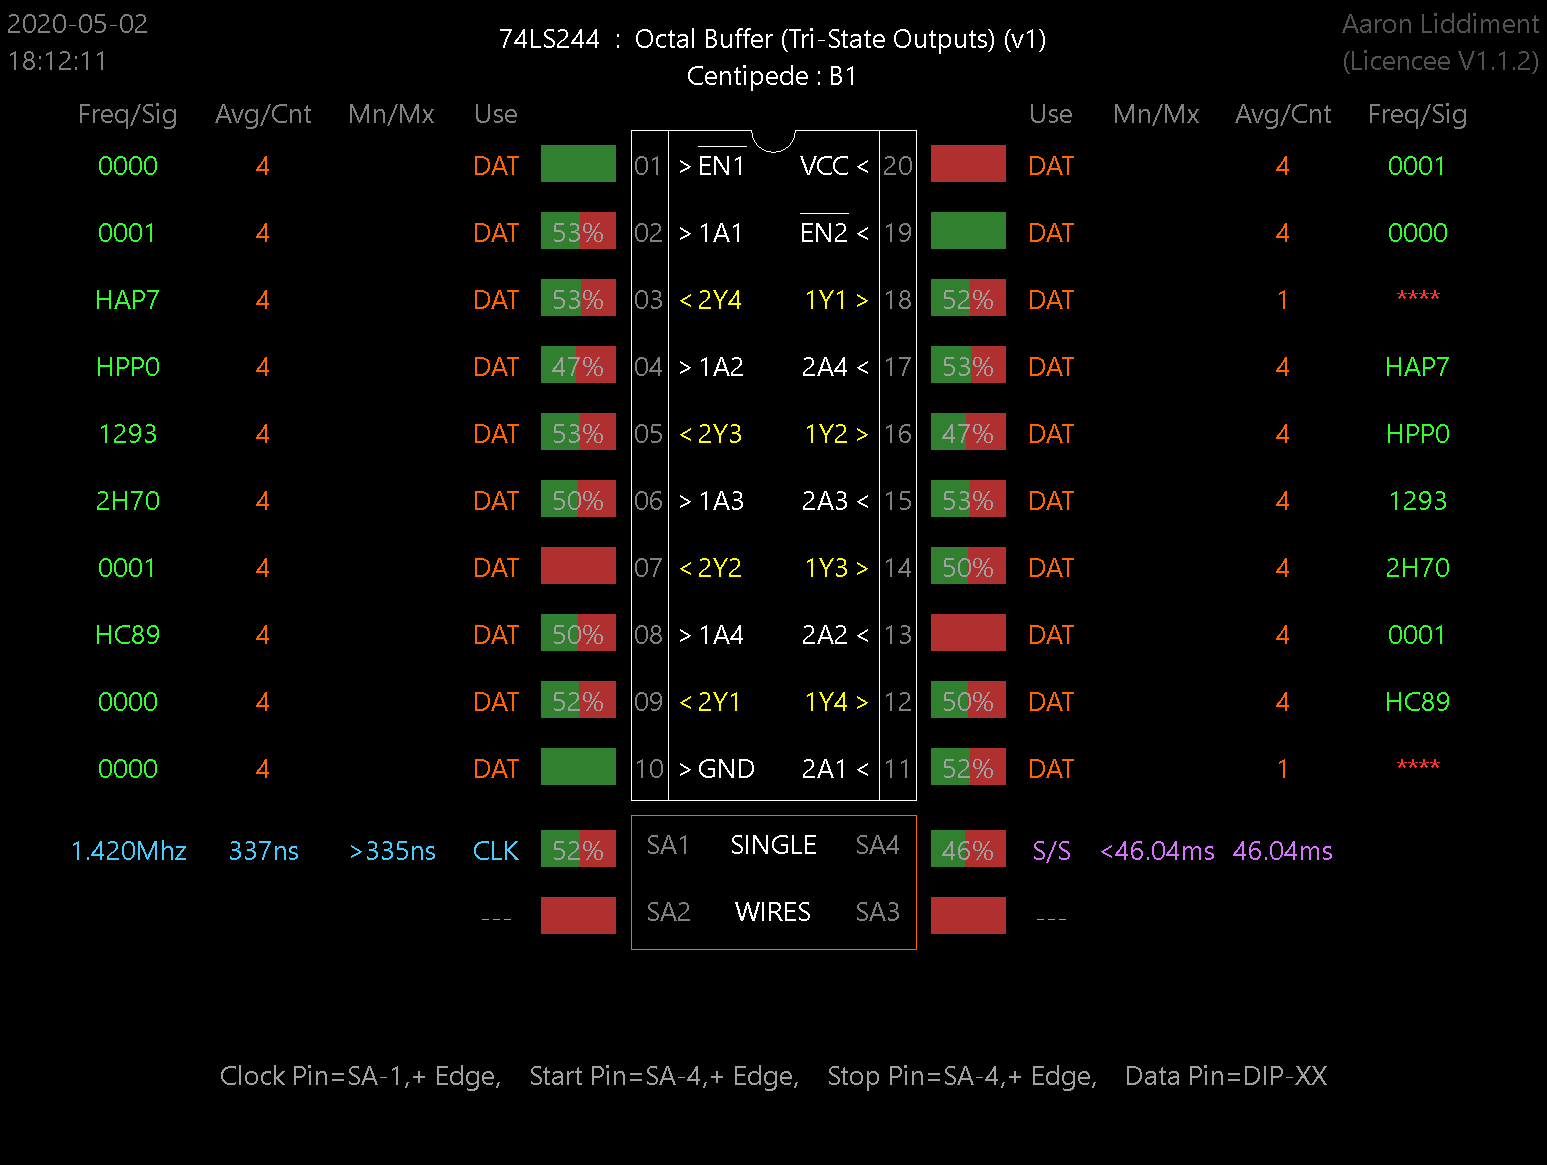 2020-05-02
18:12:11
74LS244 : Octal Buffer (Tri-State Outputs) (v1)
Centipede : B1
Aaron Liddiment
(Licencee V1.1.2)
Freq/Sig Avg/Cnt Mn/Mx Use Use Mn/Mx Avg/Cnt Freq/Sig
0000 4 DAT 01 > EN1 VCC < 20 DAT 4 0001
0001 4 DAT 53% 02 > 1A1 EN2 < 19 DAT 4 0000
HAP7 4 DAT 53% 03 < 2Y4 1Y1 > 18 52% DAT 1 ****
HPP0 4 DAT 47% 04 > 1A2 2A4 < 17 53% DAT 4 HAP7
1293 4 DAT 53% 05 < 2Y3 1Y2 > 16 47% DAT 4 HPP0
2H70 4 DAT 50% 06 > 1A3 2A3 < 15 53% DAT 4 1293
0001 4 DAT 07 < 2Y2 1Y3 > 14 50% DAT 4 2H70
HC89 4 DAT 50% 08 > 1A4 2A2 < 13 DAT 4 0001
0000 4 DAT 52% 09 < 2Y1 1Y4 > 12 50% DAT 4 HC89
0000 4 DAT 10 > GND 2A1 < 11 52% DAT 1 ****
1.420Mhz 337ns >335ns CLK 52% SA1 SINGLE SA4 46% S/S <46.04ms 46.04ms
--- SA2 WIRES SA3 ---
Clock Pin=SA-1,+ Edge, Start Pin=SA-4,+ Edge, Stop Pin=SA-4,+ Edge, Data Pin=DIP-XX